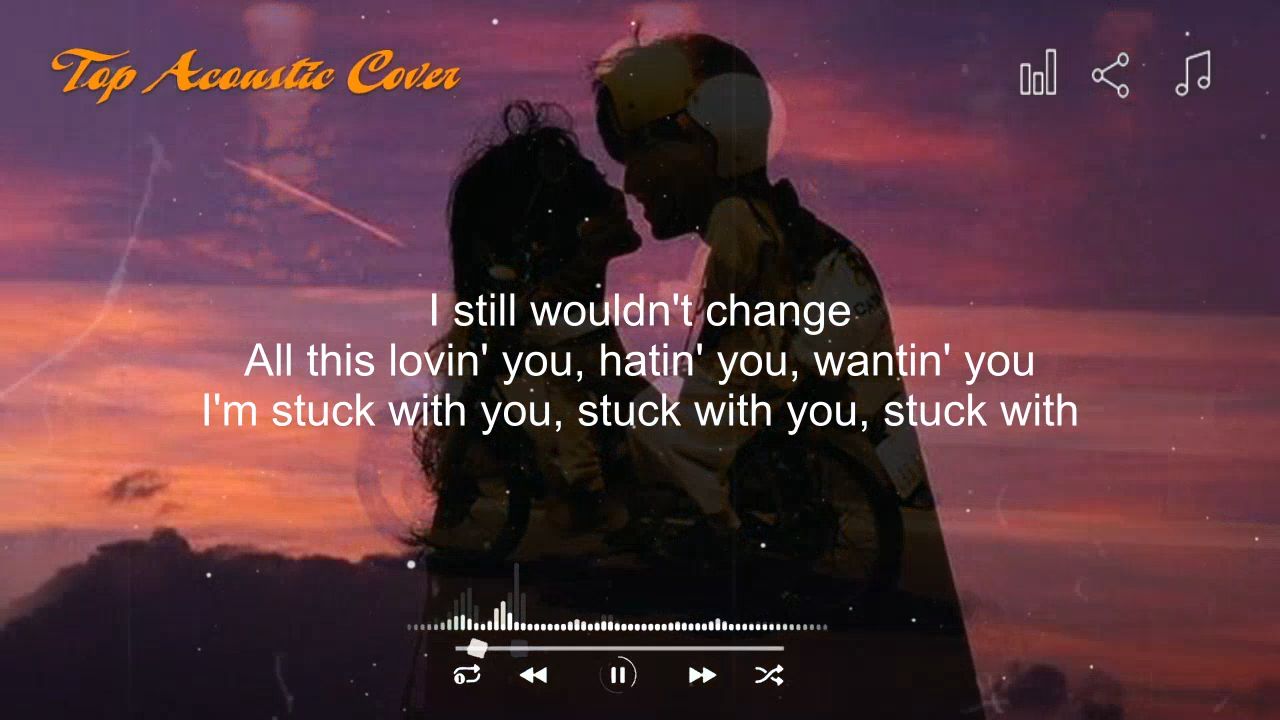 Top Acoustic Cover
I still wouldn't change
All this lovin' you, hatin' you, wantin' you
I'm stuck with you, stuck with you, stuck with